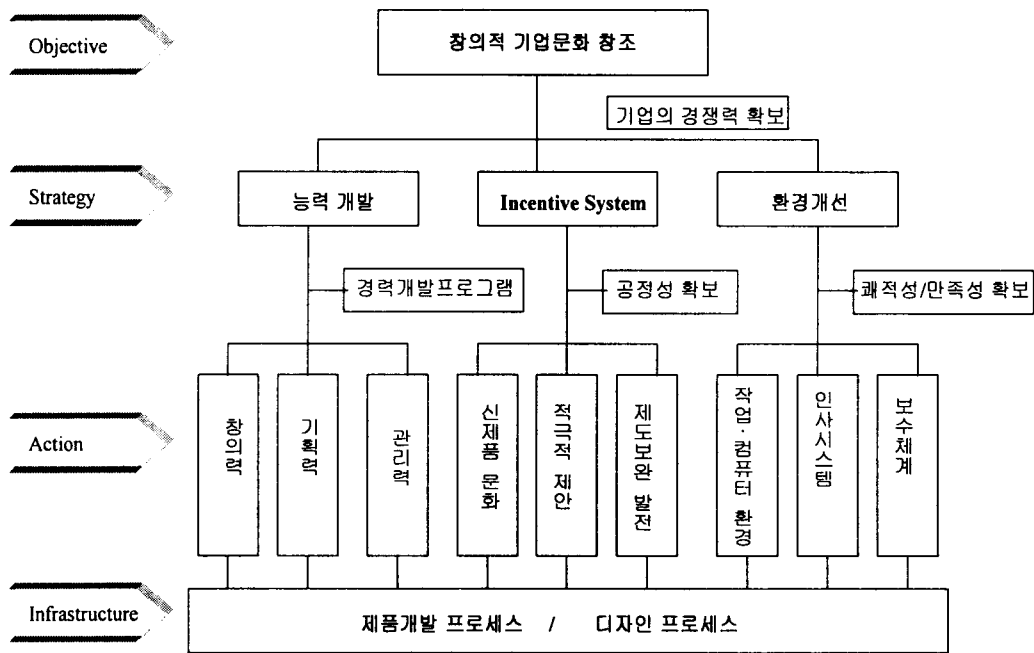 Objective
창의적 기업문화 창조
기업의 경쟁력 확보
Strategy
능력 개발
Incentive System
환경개선
경력개발프로그램
공정성 확보
쾌적성/만족성 확보
Action
창의력
기획력
관리력
신제품 문화
적극적 제안
제도보완 발전
작업·컴퓨터 환경
인사시스템
보수체계
Infrastructure
제품개발 프로세스 / 디자인 프로세스